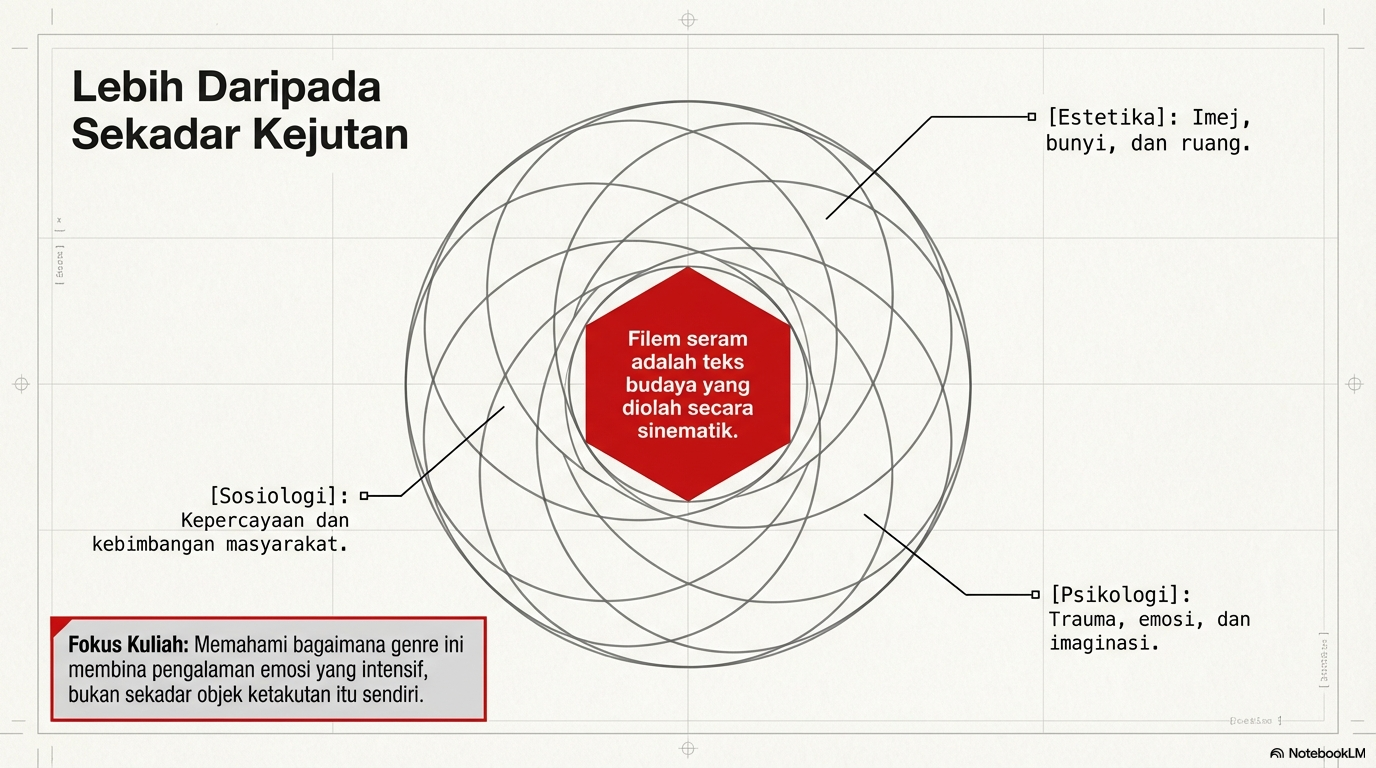 Lebih Daripada
Sekadar Kejutan
[Estetika]: Imej,
bunyi, dan ruang.
Filem seram
adalah teks
budaya yang
diolah secara
sinematik.
[Sosiologi]:
Kepercayaan dan
kebimbangan masyarakat.
[Psikologi]:
Trauma, emosi, dan
imaginasi.
Fokus Kuliah: Memahami bagaimana genre ini
membina pengalaman emosi yang intensif,
bukan sekadar objek ketakutan itu sendiri.
NotebookLM